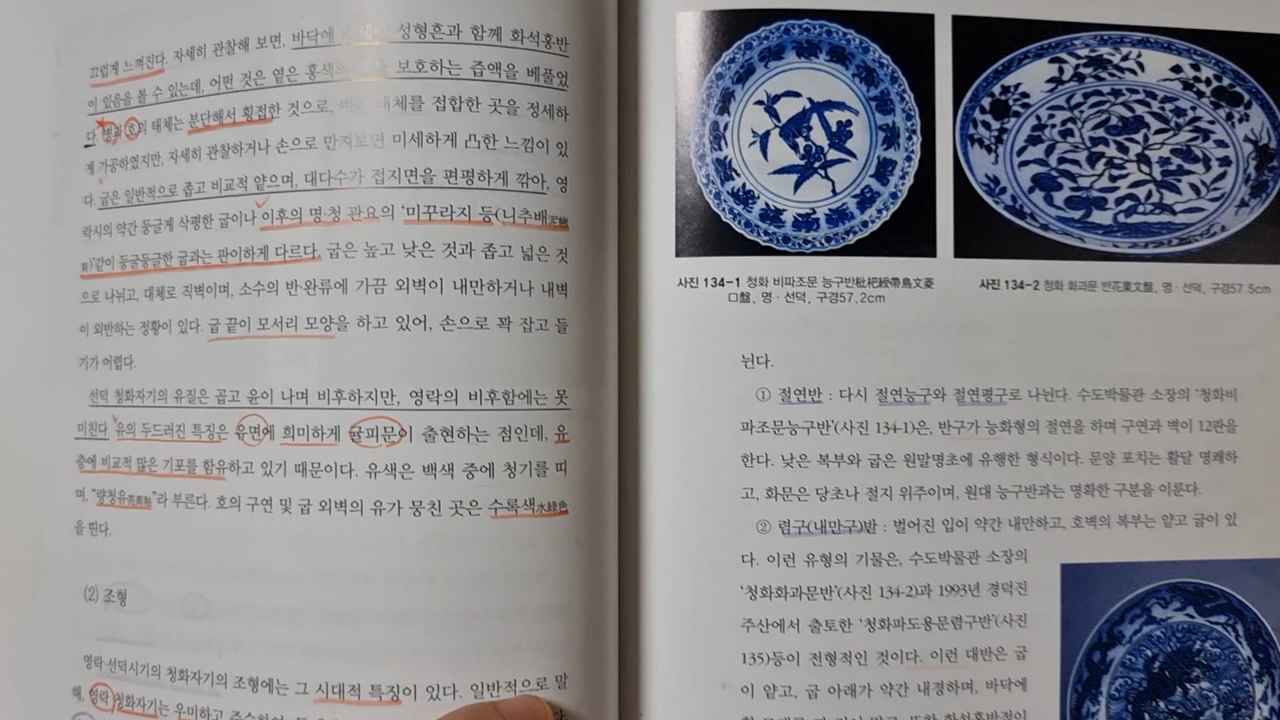 끄럽게 느껴진다. 자세히 관찰해 보면, 바닥에 성형흔과 함께 화석홍반
이 있음을 볼 수 있는데, 어떤 것은 옅은 홍색의 보호하는 즙액을 베풀었
다. 병과 호의 태체는 분단해서 횡접한 것으로, 태체를 접합한 곳을 정세하
게 가공하였지만, 자세히 관찰하거나 손으로 만져보면 미세하게 凸한 느낌이 있
다. 굽은 일반적으로 좁고 비교적 얕으며, 대다수가 접지면을 편평하게 깎아, 영
락시의 약간 둥글게 삭평한 굽이나 이후의 명·청 관요의 '미꾸라지 등(니추배
)'같이 둥글둥글한 굽과는 판이하게 다르다. 굽은 높고 낮은 것과 좁고 넓은 것
으로 나뉘고, 대체로 직벽이며, 소수의 반·완류에 가끔 외벽이 내만하거나 내벽
이 외반하는 정황이 있다. 굽 끝이 모서리 모양을 하고 있어, 손으로 꽉 잡고 들
기가 어렵다.
선덕 청화자기의 유질은 곱고 윤이 나며 비후하지만, 영락의 비후함에는 못
미친다. 유의 두드러진 특징은 유면에 희미하게 귤피문이 출현하는 점인데, 유
층에 비교적 많은 기포를 함유하고 있기 때문이다. 유색은 백색 중에 청기를 띠
며, "량청유亮靑釉"라 부른다. 호의 구연 및 굽 외벽의 유가 뭉친 곳은 수록색水綠色
을 띤다.
(2) 조형
영락·선덕시기의 청화자기의 조형에는 그 시대적 특징이 있다. 일반적으로 말
해, 영락 청화자기는 우미하고
사진 134-1 청화 비파조문 능구반枇杷綬帶鳥文菱
口盤, 명·선덕, 구경57.2cm
사진 134-2 청화 화과문 반花果文盤, 명·선덕, 구경57.5cm
뉜다.
① 절연반 : 다시 절연능구와 절연평구로 나뉜다. 수도박물관 소장의 '청화비
파조문능구반'(사진 134-1)은, 반구가 능화형의 절연을 하며 구연과 벽이 12판을
한다. 낮은 복부와 굽은 원말명초에 유행한 형식이다. 문양 포치는 활달 명쾌하
고, 화문은 당초나 절지 위주이며, 원대 능구반과는 명확한 구분을 이룬다.
② 렴구(내만구)반 : 벌어진 입이 약간 내만하고, 호벽의 복부는 얕고 굽이 있
다. 이런 유형의 기물은, 수도박물관 소장의
'청화화과문반'(사진 134-2)과 1993년 경덕진
주산에서 출토한 '청화파도용문렴구반'(사진
135)등이 전형적인 것이다. 이런 대반은 굽
이 얕고, 굽 아래가 약간 내경하며, 바닥에